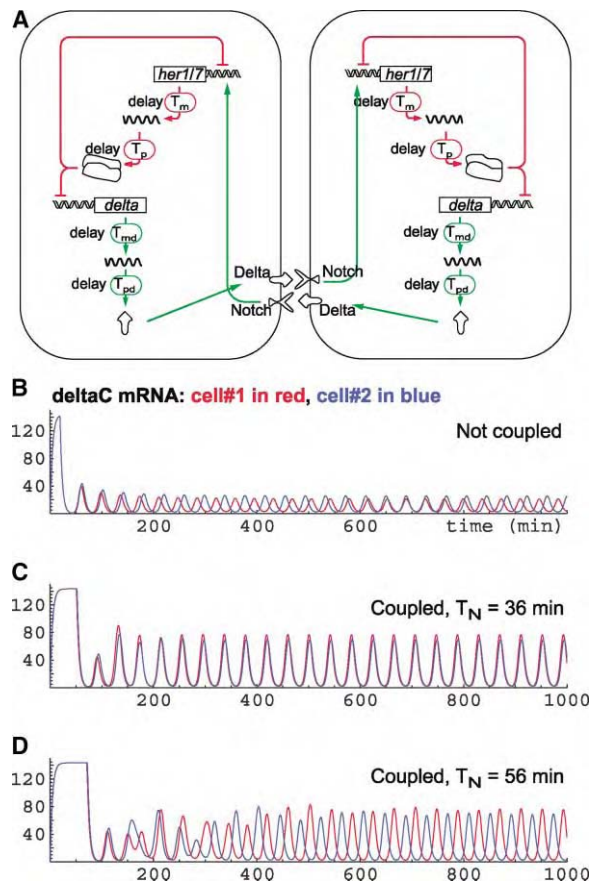 A
her1/7
her1/7
delay Tm
delay Tm
delay Tp
delay Tp
delta
delta
delay Tmd
delay Tmd
delay Tpd
delay Tpd
Delta
Notch
Notch
Delta
B
deltaC mRNA: cell#1 in red, cell#2 in blue
Not coupled
120
80
40
200 400 600 800 1000
time (min)
C
Coupled, TN = 36 min
120
80
40
200 400 600 800 1000
D
Coupled, TN = 56 min
120
80
40
200 400 600 800 1000